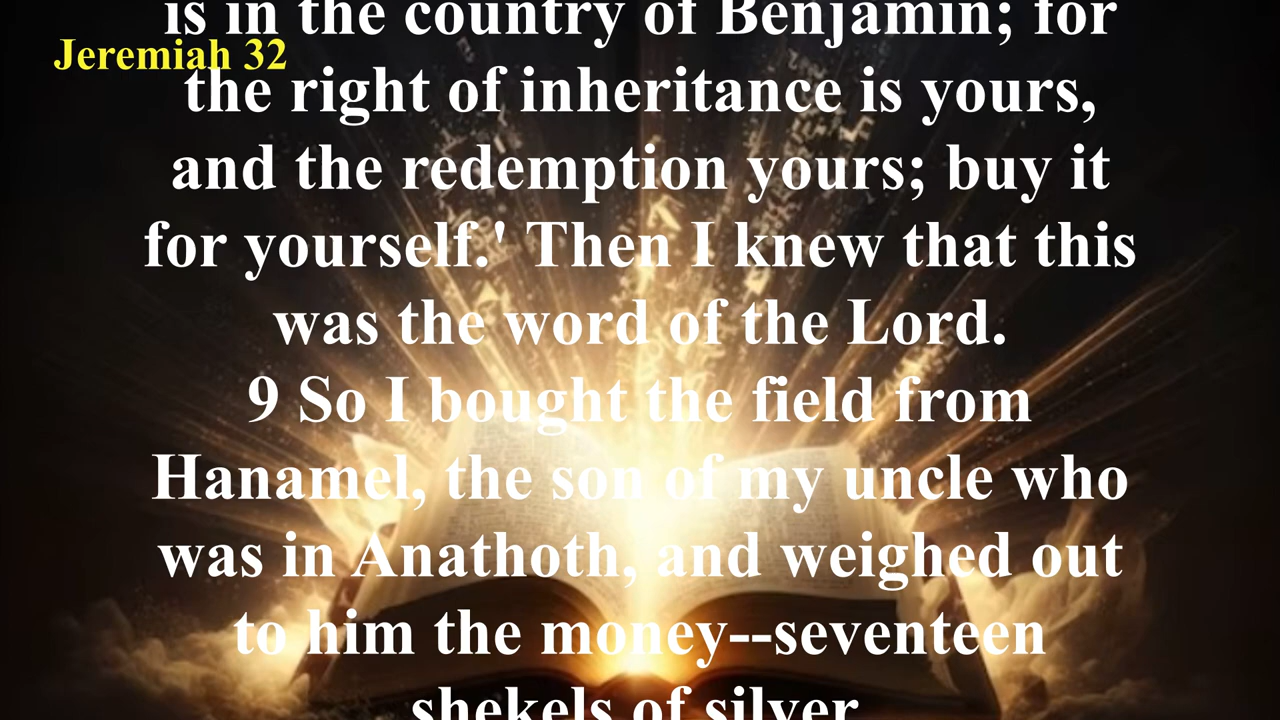 is in the country of Benjamin; for
Jeremiah 32
the right of inheritance is yours,
and the redemption yours; buy it
for yourself.' Then I knew that this
was the word of the Lord.
9 So I bought the field from
Hanamel, the son of my uncle who
was in Anathoth, and weighed out
to him the money--seventeen
shekels of silver